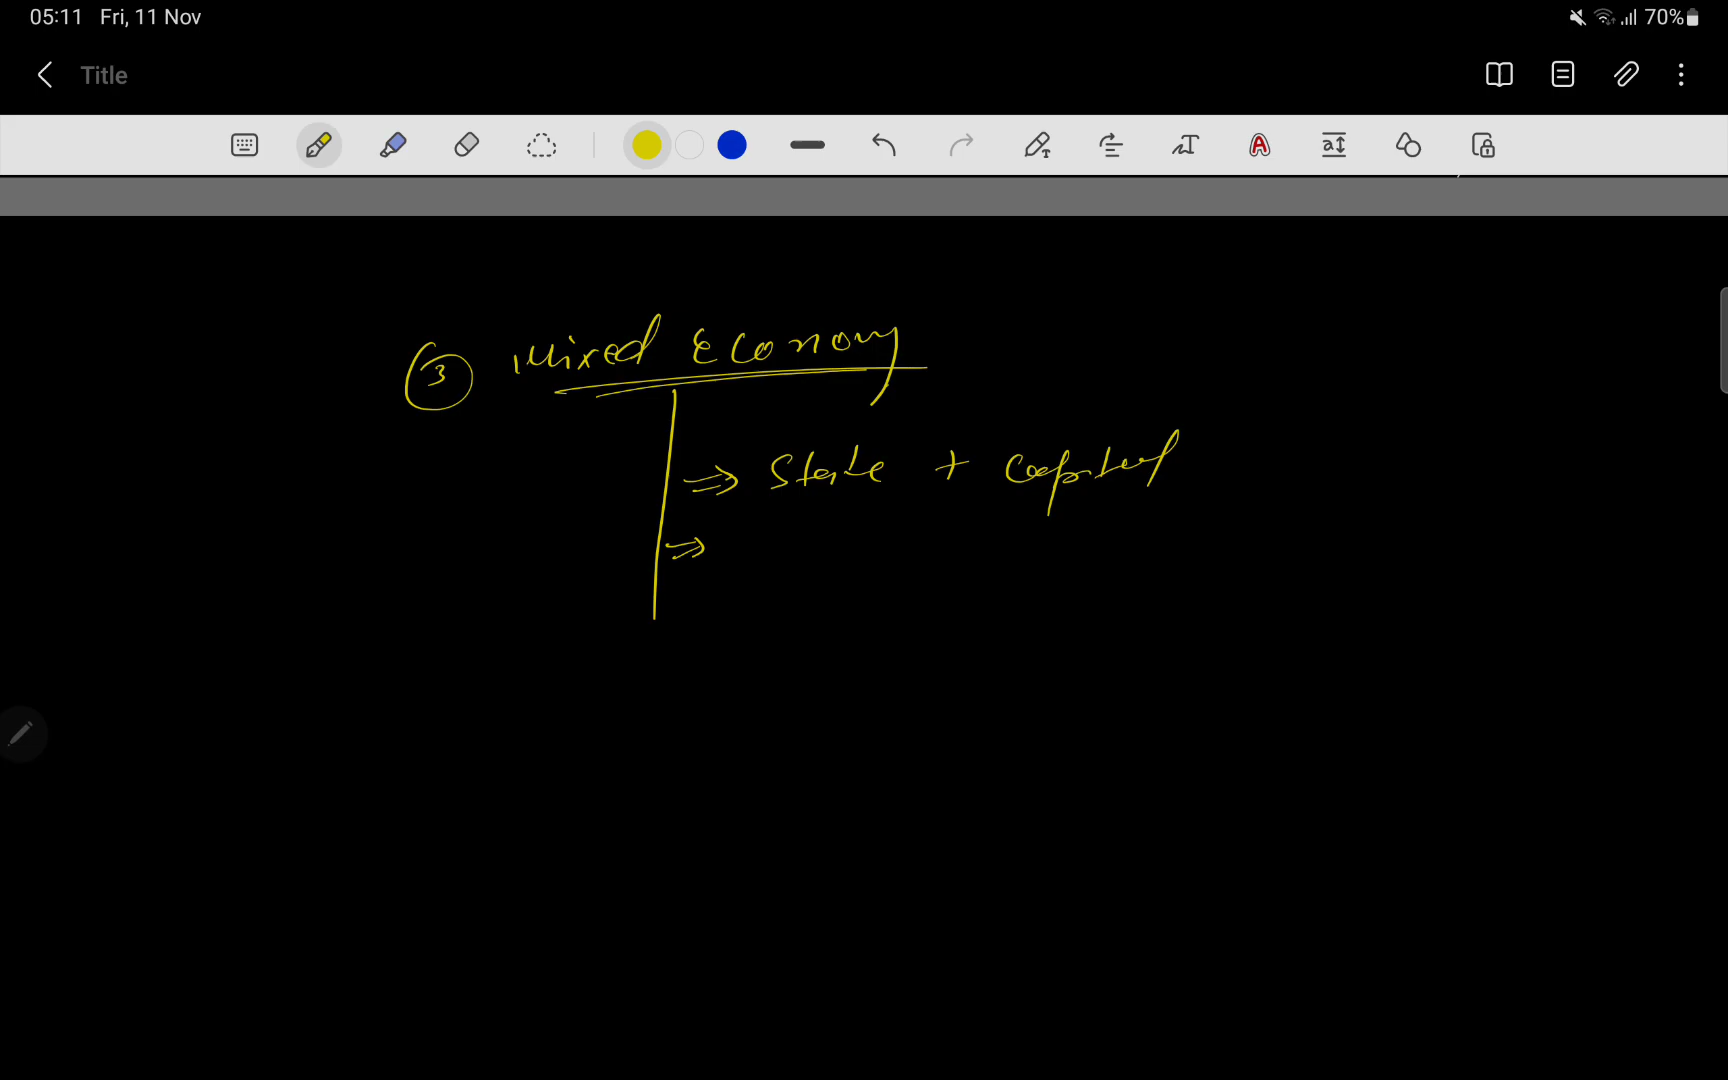 05:11 Fri, 11 Nov 70%
Title
③ Mixed Economy
⇒ State + Capital
⇒